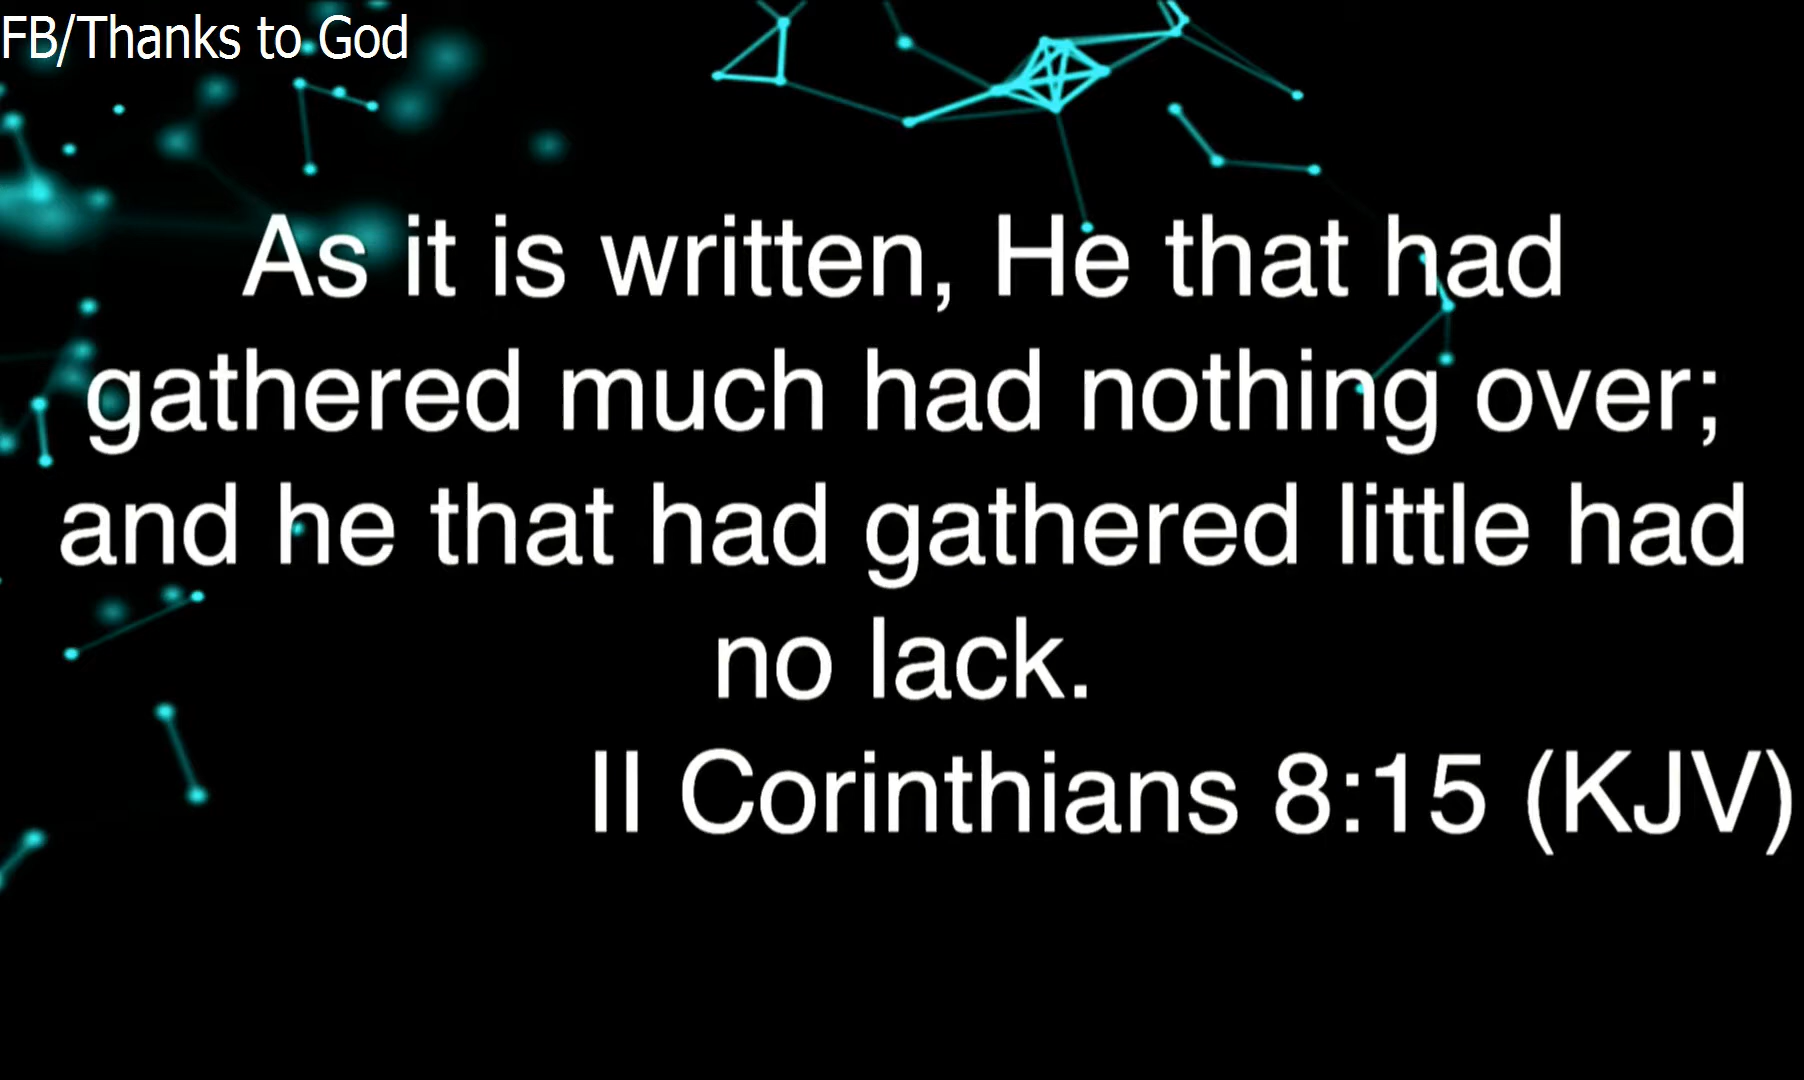 FB/Thanks to God
As it is written, He that had
gathered much had nothing over;
and he that had gathered little had
no lack.
II Corinthians 8:15 (KJV)